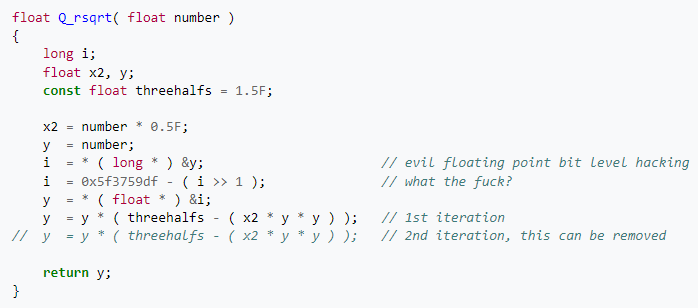 float Q_rsqrt( float number )
{
    long i;
    float x2, y;
    const float threehalfs = 1.5F;

    x2 = number * 0.5F;
    y  = number;
    i  = * ( long * ) &y;                       // evil floating point bit level hacking
    i  = 0x5f3759df - ( i >> 1 );               // what the fuck?
    y  = * ( float * ) &i;
    y  = y * ( threehalfs - ( x2 * y * y ) );   // 1st iteration
//  y  = y * ( threehalfs - ( x2 * y * y ) );   // 2nd iteration, this can be removed

    return y;
}